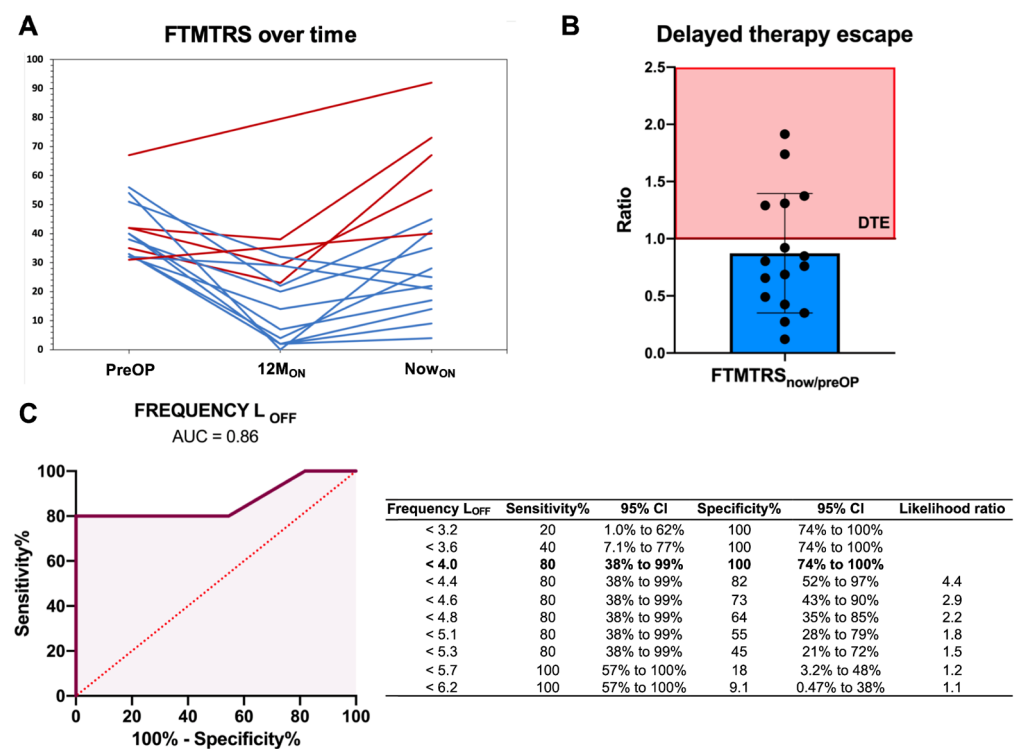 A
FTMTRS over time
100
90
80
70
60
50
40
30
20
10
0
PreOP
12MON
NowON
B
Delayed therapy escape
Ratio
2.5
2.0
1.5
1.0
0.5
0.0
DTE
FTMTRSnow/preOP
C
FREQUENCY L OFF
AUC = 0.86
Sensitivity%
100
80
60
40
20
0
0 20 40 60 80 100
100% - Specificity%
Frequency LOFF Sensitivity% 95% CI Specificity% 95% CI Likelihood ratio
< 3.2 20 1.0% to 62% 100 74% to 100%
< 3.6 40 7.1% to 77% 100 74% to 100%
< 4.0 80 38% to 99% 100 74% to 100%
< 4.4 80 38% to 99% 82 52% to 97% 4.4
< 4.6 80 38% to 99% 73 43% to 90% 2.9
< 4.8 80 38% to 99% 64 35% to 85% 2.2
< 5.1 80 38% to 99% 55 28% to 79% 1.8
< 5.3 80 38% to 99% 45 21% to 72% 1.5
< 5.7 100 57% to 100% 18 3.2% to 48% 1.2
< 6.2 100 57% to 100% 9.1 0.47% to 38% 1.1